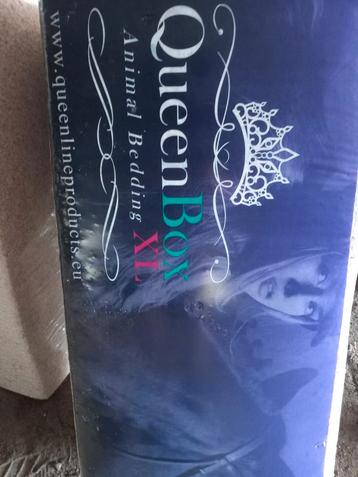 QueenBox
Animal Bedding XL
www.queenlineproducts.eu